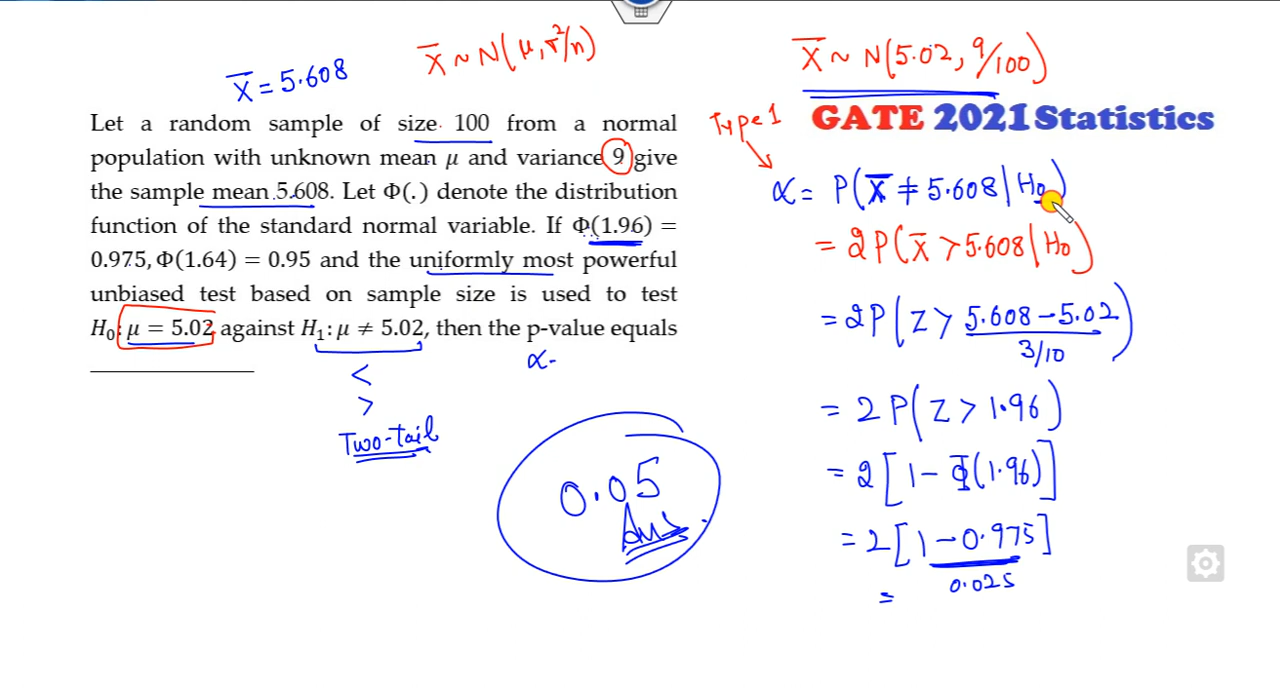 X̄ = 5.608
X̄ ~ N(μ, σ²/n)
X̄ ~ N(5.02, 9/100)
GATE 2021 Statistics
Let a random sample of size 100 from a normal
population with unknown mean μ and variance 9 give
the sample mean 5.608. Let Φ(.) denote the distribution
function of the standard normal variable. If Φ(1.96) =
0.975, Φ(1.64) = 0.95 and the uniformly most powerful
unbiased test based on sample size is used to test
H₀: μ = 5.02 against H₁: μ ≠ 5.02, then the p-value equals
α-
<
>
Two-tail
0.05
Ans
Type 1
α = P(X̄ ≠ 5.608 | H₀)
= 2P(X̄ > 5.608 | H₀)
= 2P(Z > 5.608 - 5.02
3/10)
= 2P(Z > 1.96)
= 2[1 - Φ(1.96)]
= 2[1 - 0.975]
0.025
=